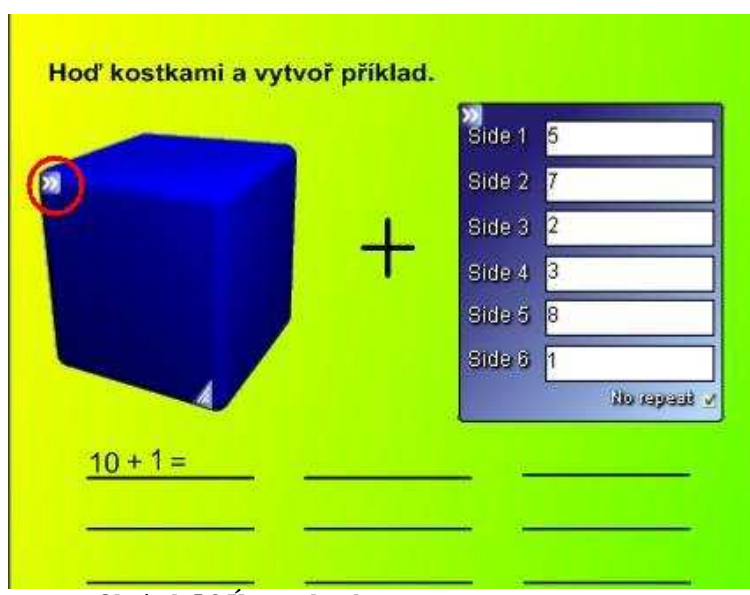 Hoď kostkami a vytvoř příklad.
Side 1 5
Side 2 7
Side 3 2
Side 4 3
Side 5 8
Side 6 1
No repeat
+
10 + 1 =